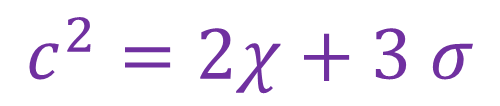 c² = 2χ + 3 σ